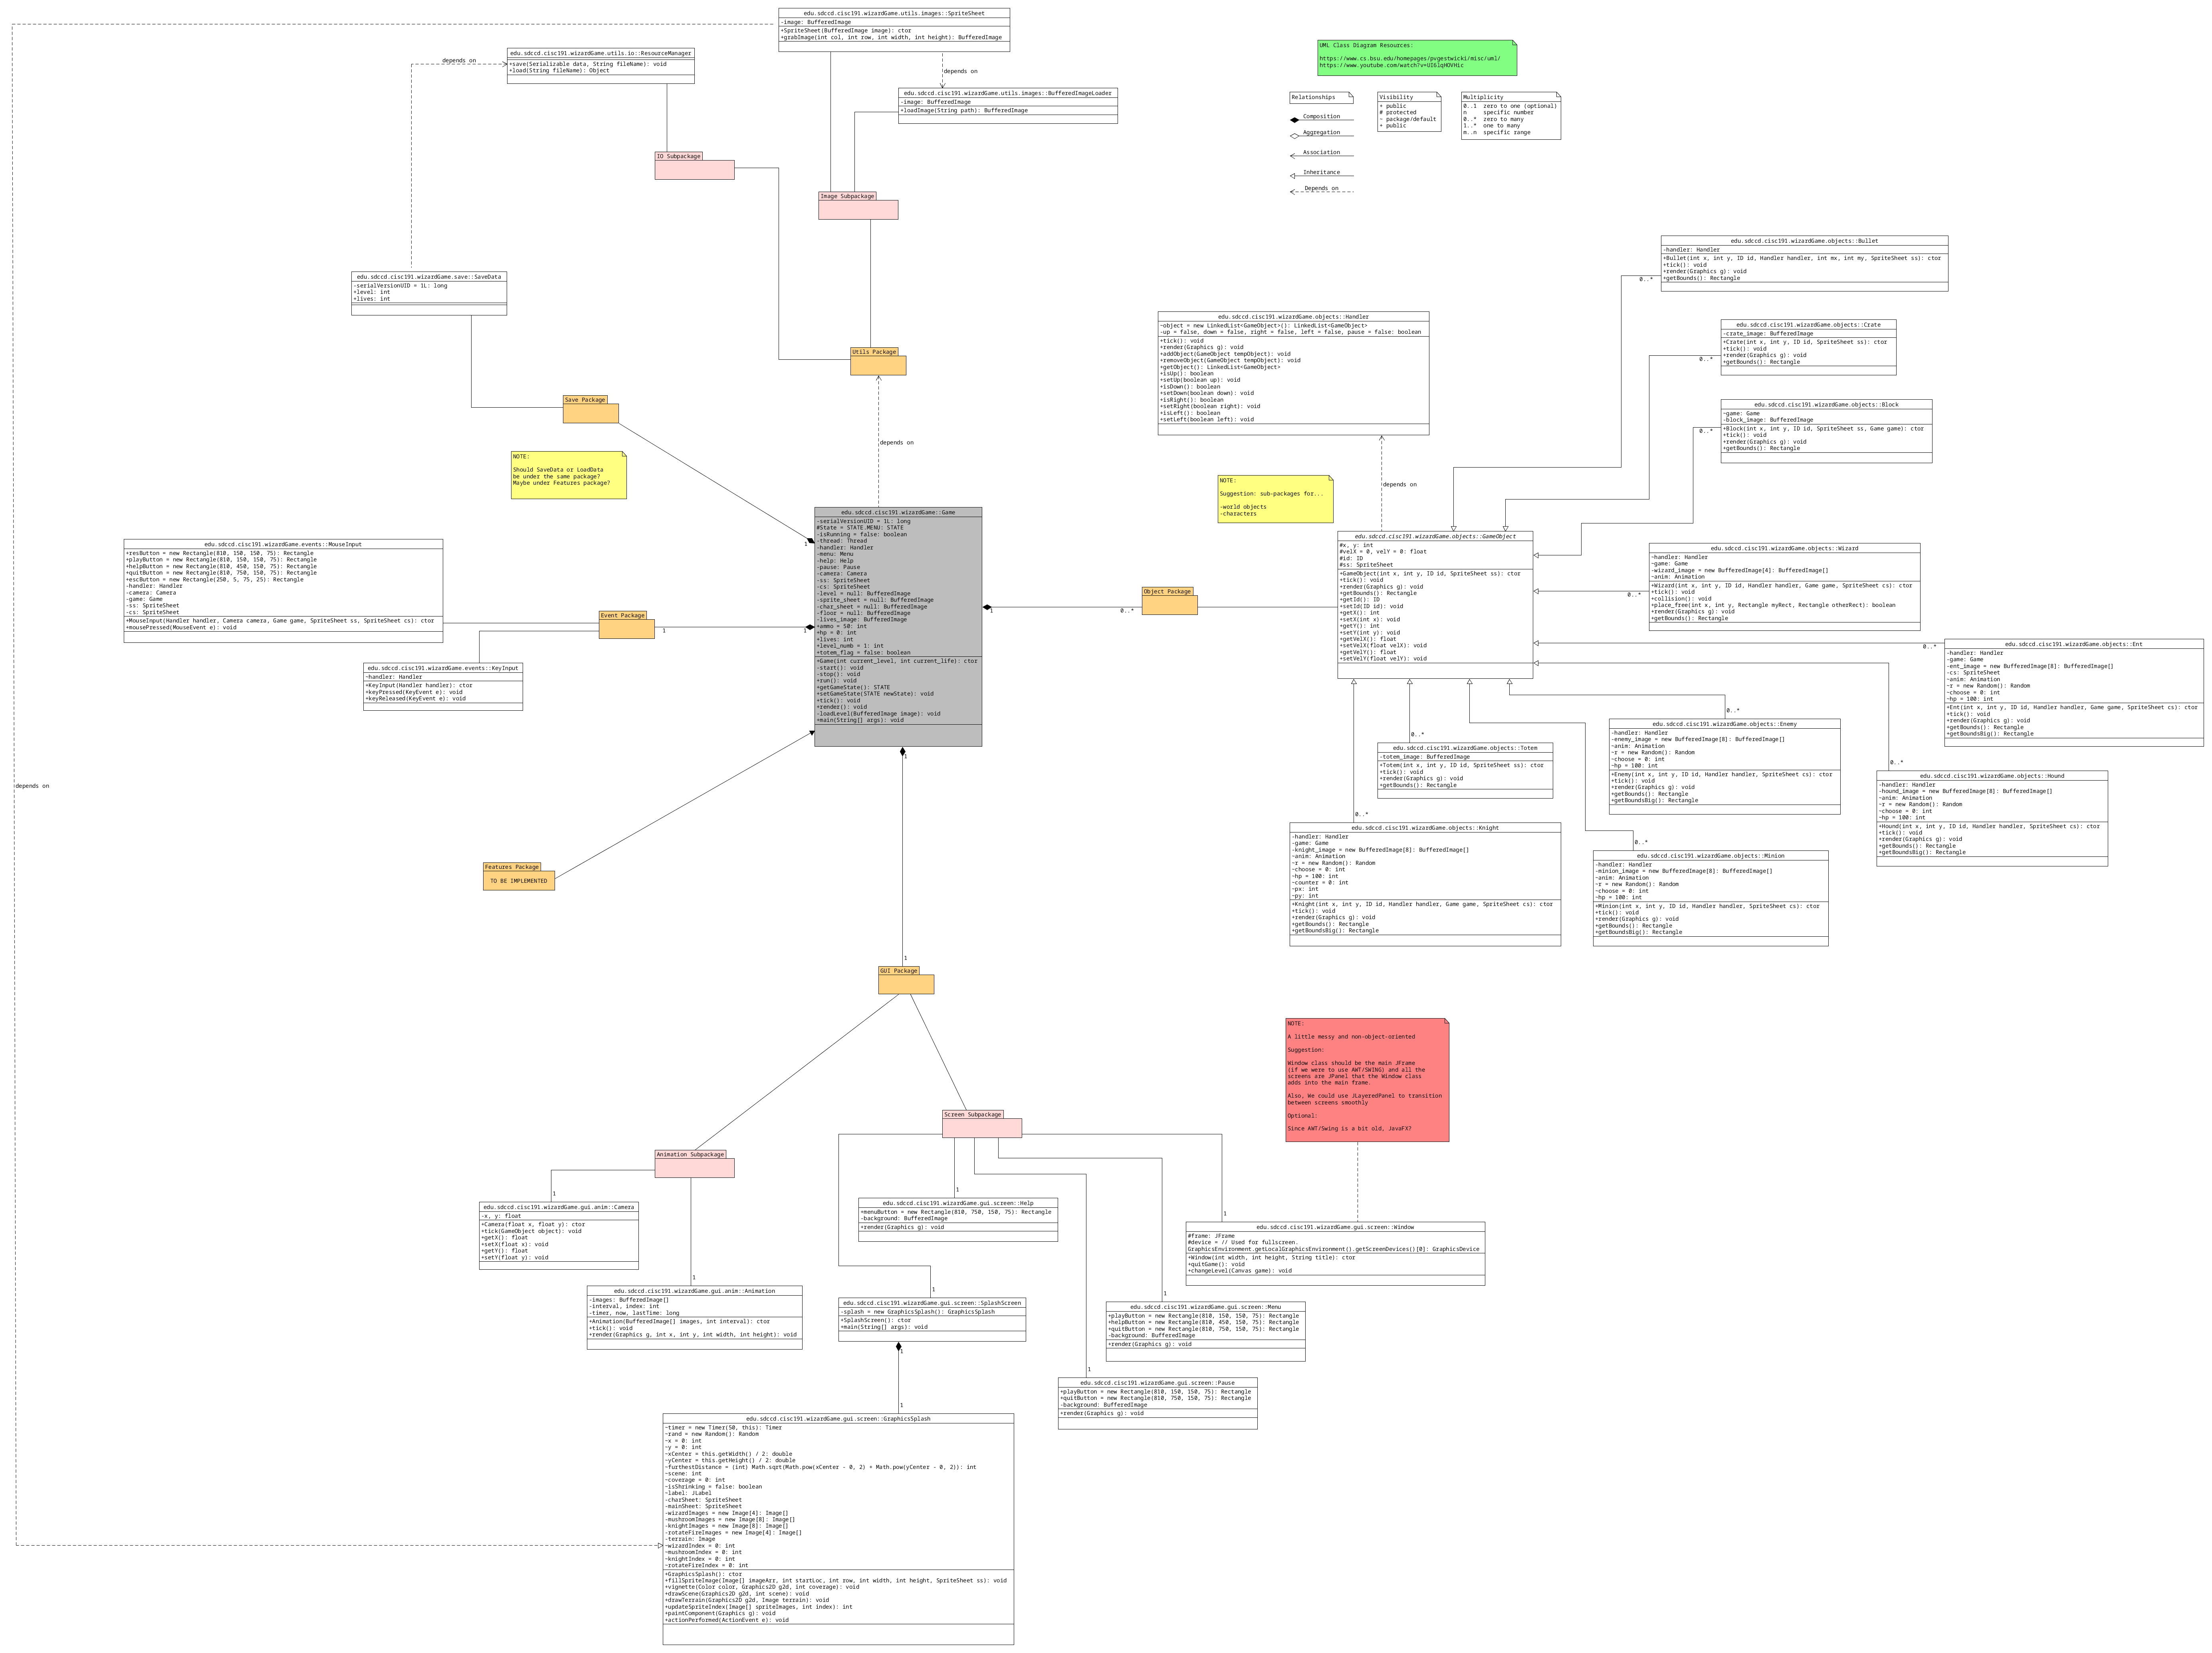 edu.sdccd.cisc191.wizardGame.utils.images::SpriteSheet
-image: BufferedImage
+SpriteSheet(BufferedImage image): ctor
+grabImage(int col, int row, int width, int height): BufferedImage
edu.sdccd.cisc191.wizardGame.utils.io::ResourceManager
+save(Serializable data, String fileName): void
+load(String fileName): Object
depends on
depends on
edu.sdccd.cisc191.wizardGame.utils.images::BufferedImageLoader
-image: BufferedImage
+loadImage(String path): BufferedImage
UML Class Diagram Resources:
https://www.cs.bsu.edu/homepages/pvgestwicki/misc/uml/
https://www.youtube.com/watch?v=UI6lqHOVHic
Relationships
Composition
Aggregation
Association
Inheritance
Depends on
Visibility
+ public
# protected
~ package/default
+ public
Multiplicity
0..1  zero to one (optional)
n     specific number
0..*  zero to many
1..*  one to many
m..n  specific range
IO Subpackage
Image Subpackage
edu.sdccd.cisc191.wizardGame.save::SaveData
-serialVersionUID = 1L: long
+level: int
+lives: int
Utils Package
Save Package
depends on
NOTE:
Should SaveData or LoadData
be under the same package?
Maybe under Features package?
edu.sdccd.cisc191.wizardGame.objects::Handler
~object = new LinkedList<GameObject>(): LinkedList<GameObject>
-up = false, down = false, right = false, left = false, pause = false: boolean
+tick(): void
+render(Graphics g): void
+addObject(GameObject tempObject): void
+removeObject(GameObject tempObject): void
+getObject(): LinkedList<GameObject>
+isUp(): boolean
+setUp(boolean up): void
+isDown(): boolean
+setDown(boolean down): void
+isRight(): boolean
+setRight(boolean right): void
+isLeft(): boolean
+setLeft(boolean left): void
depends on
NOTE:
Suggestion: sub-packages for...
-world objects
-characters
edu.sdccd.cisc191.wizardGame.objects::Bullet
-handler: Handler
+Bullet(int x, int y, ID id, Handler handler, int mx, int my, SpriteSheet ss): ctor
+tick(): void
+render(Graphics g): void
+getBounds(): Rectangle
0..*
edu.sdccd.cisc191.wizardGame.objects::Crate
-crate_image: BufferedImage
+Crate(int x, int y, ID id, SpriteSheet ss): ctor
+tick(): void
+render(Graphics g): void
+getBounds(): Rectangle
0..*
edu.sdccd.cisc191.wizardGame.objects::Block
~game: Game
-block_image: BufferedImage
+Block(int x, int y, ID id, SpriteSheet ss, Game game): ctor
+tick(): void
+render(Graphics g): void
+getBounds(): Rectangle
0..*
edu.sdccd.cisc191.wizardGame::Game
-serialVersionUID = 1L: long
#State = STATE.MENU: STATE
-isRunning = false: boolean
-thread: Thread
-handler: Handler
-menu: Menu
-help: Help
-pause: Pause
-camera: Camera
-ss: SpriteSheet
-cs: SpriteSheet
-level = null: BufferedImage
-sprite_sheet = null: BufferedImage
-char_sheet = null: BufferedImage
-floor = null: BufferedImage
-lives_image: BufferedImage
+ammo = 50: int
+hp = 0: int
+lives: int
+level_numb = 1: int
+totem_flag = false: boolean
+Game(int current_level, int current_life): ctor
-start(): void
-stop(): void
+run(): void
+getGameState(): STATE
+setGameState(STATE newState): void
+tick(): void
+render(): void
-loadLevel(BufferedImage image): void
+main(String[] args): void
1
1
1
1
edu.sdccd.cisc191.wizardGame.events::MouseInput
+resButton = new Rectangle(810, 150, 150, 75): Rectangle
+playButton = new Rectangle(810, 150, 150, 75): Rectangle
+helpButton = new Rectangle(810, 450, 150, 75): Rectangle
+quitButton = new Rectangle(810, 750, 150, 75): Rectangle
+escButton = new Rectangle(250, 5, 75, 25): Rectangle
-handler: Handler
-camera: Camera
-game: Game
-ss: SpriteSheet
-cs: SpriteSheet
+MouseInput(Handler handler, Camera camera, Game game, SpriteSheet ss, SpriteSheet cs): ctor
+mousePressed(MouseEvent e): void
Event Package
1
edu.sdccd.cisc191.wizardGame.events::KeyInput
~handler: Handler
+KeyInput(Handler handler): ctor
+keyPressed(KeyEvent e): void
+keyReleased(KeyEvent e): void
Object Package
0..*
edu.sdccd.cisc191.wizardGame.objects::GameObject
#x, y: int
#velX = 0, velY = 0: float
#id: ID
#ss: SpriteSheet
+GameObject(int x, int y, ID id, SpriteSheet ss): ctor
+tick(): void
+render(Graphics g): void
+getBounds(): Rectangle
+getId(): ID
+setId(ID id): void
+getX(): int
+setX(int x): void
+getY(): int
+setY(int y): void
+getVelX(): float
+setVelX(float velX): void
+getVelY(): float
+setVelY(float velY): void
edu.sdccd.cisc191.wizardGame.objects::Wizard
-handler: Handler
~game: Game
-wizard_image = new BufferedImage[4]: BufferedImage[]
~anim: Animation
+Wizard(int x, int y, ID id, Handler handler, Game game, SpriteSheet cs): ctor
+tick(): void
+collision(): void
+place_free(int x, int y, Rectangle myRect, Rectangle otherRect): boolean
+render(Graphics g): void
+getBounds(): Rectangle
0..*
edu.sdccd.cisc191.wizardGame.objects::Ent
-handler: Handler
-game: Game
-ent_image = new BufferedImage[8]: BufferedImage[]
-cs: SpriteSheet
~anim: Animation
~r = new Random(): Random
~choose = 0: int
~hp = 100: int
+Ent(int x, int y, ID id, Handler handler, Game game, SpriteSheet cs): ctor
+tick(): void
+render(Graphics g): void
+getBounds(): Rectangle
+getBoundsBig(): Rectangle
0..*
edu.sdccd.cisc191.wizardGame.objects::Enemy
-handler: Handler
-enemy_image = new BufferedImage[8]: BufferedImage[]
~anim: Animation
~r = new Random(): Random
~choose = 0: int
~hp = 100: int
+Enemy(int x, int y, ID id, Handler handler, SpriteSheet cs): ctor
+tick(): void
+render(Graphics g): void
+getBounds(): Rectangle
+getBoundsBig(): Rectangle
0..*
edu.sdccd.cisc191.wizardGame.objects::Totem
-totem_image: BufferedImage
+Totem(int x, int y, ID id, SpriteSheet ss): ctor
+tick(): void
+render(Graphics g): void
+getBounds(): Rectangle
0..*
edu.sdccd.cisc191.wizardGame.objects::Hound
-handler: Handler
-hound_image = new BufferedImage[8]: BufferedImage[]
~anim: Animation
~r = new Random(): Random
~choose = 0: int
~hp = 100: int
+Hound(int x, int y, ID id, Handler handler, SpriteSheet cs): ctor
+tick(): void
+render(Graphics g): void
+getBounds(): Rectangle
+getBoundsBig(): Rectangle
0..*
edu.sdccd.cisc191.wizardGame.objects::Knight
-handler: Handler
-game: Game
-knight_image = new BufferedImage[8]: BufferedImage[]
~anim: Animation
~r = new Random(): Random
~choose = 0: int
~hp = 100: int
~counter = 0: int
~px: int
~py: int
+Knight(int x, int y, ID id, Handler handler, Game game, SpriteSheet cs): ctor
+tick(): void
+render(Graphics g): void
+getBounds(): Rectangle
+getBoundsBig(): Rectangle
0..*
edu.sdccd.cisc191.wizardGame.objects::Minion
-handler: Handler
-minion_image = new BufferedImage[8]: BufferedImage[]
~anim: Animation
~r = new Random(): Random
~choose = 0: int
~hp = 100: int
+Minion(int x, int y, ID id, Handler handler, SpriteSheet cs): ctor
+tick(): void
+render(Graphics g): void
+getBounds(): Rectangle
+getBoundsBig(): Rectangle
depends on
Features Package
TO BE IMPLEMENTED
1
GUI Package
NOTE:
A little messy and non-object-oriented
Suggestion:
Window class should be the main JFrame
(if we were to use AWT/SWING) and all the
screens are JPanel that the Window class
adds into the main frame.
Also, We could use JLayeredPanel to transition
between screens smoothly
Optional:
Since AWT/Swing is a bit old, JavaFX?
Screen Subpackage
Animation Subpackage
1
edu.sdccd.cisc191.wizardGame.gui.anim::Camera
-x, y: float
+Camera(float x, float y): ctor
+tick(GameObject object): void
+getX(): float
+setX(float x): void
+getY(): float
+setY(float y): void
1
edu.sdccd.cisc191.wizardGame.gui.anim::Animation
-images: BufferedImage[]
-interval, index: int
-timer, now, lastTime: long
+Animation(BufferedImage[] images, int interval): ctor
+tick(): void
+render(Graphics g, int x, int y, int width, int height): void
1
edu.sdccd.cisc191.wizardGame.gui.screen::Help
+menuButton = new Rectangle(810, 750, 150, 75): Rectangle
-background: BufferedImage
+render(Graphics g): void
1
edu.sdccd.cisc191.wizardGame.gui.screen::Window
#frame: JFrame
#device = // Used for fullscreen.
GraphicsEnvironment.getLocalGraphicsEnvironment().getScreenDevices()[0]: GraphicsDevice
+Window(int width, int height, String title): ctor
+quitGame(): void
+changeLevel(Canvas game): void
1
edu.sdccd.cisc191.wizardGame.gui.screen::SplashScreen
-splash = new GraphicsSplash(): GraphicsSplash
+SplashScreen(): ctor
+main(String[] args): void
1
1
edu.sdccd.cisc191.wizardGame.gui.screen::Menu
+playButton = new Rectangle(810, 150, 150, 75): Rectangle
+helpButton = new Rectangle(810, 450, 150, 75): Rectangle
+quitButton = new Rectangle(810, 750, 150, 75): Rectangle
-background: BufferedImage
+render(Graphics g): void
1
edu.sdccd.cisc191.wizardGame.gui.screen::Pause
+playButton = new Rectangle(810, 150, 150, 75): Rectangle
+quitButton = new Rectangle(810, 750, 150, 75): Rectangle
-background: BufferedImage
+render(Graphics g): void
1
edu.sdccd.cisc191.wizardGame.gui.screen::GraphicsSplash
~timer = new Timer(50, this): Timer
~rand = new Random(): Random
~x = 0: int
~y = 0: int
~xCenter = this.getWidth() / 2: double
~yCenter = this.getHeight() / 2: double
~furthestDistance = (int) Math.sqrt(Math.pow(xCenter - 0, 2) + Math.pow(yCenter - 0, 2)): int
~scene: int
~coverage = 0: int
~isShrinking = false: boolean
~label: JLabel
-charSheet: SpriteSheet
-mainSheet: SpriteSheet
-wizardImages = new Image[4]: Image[]
-mushroomImages = new Image[8]: Image[]
-knightImages = new Image[8]: Image[]
-rotateFireImages = new Image[4]: Image[]
-terrain: Image
~wizardIndex = 0: int
~mushroomIndex = 0: int
~knightIndex = 0: int
~rotateFireIndex = 0: int
+GraphicsSplash(): ctor
+fillSpriteImage(Image[] imageArr, int startLoc, int row, int width, int height, SpriteSheet ss): void
+vignette(Color color, Graphics2D g2d, int coverage): void
+drawScene(Graphics2D g2d, int scene): void
+drawTerrain(Graphics2D g2d, Image terrain): void
+updateSpriteIndex(Image[] spriteImages, int index): int
+paintComponent(Graphics g): void
+actionPerformed(ActionEvent e): void